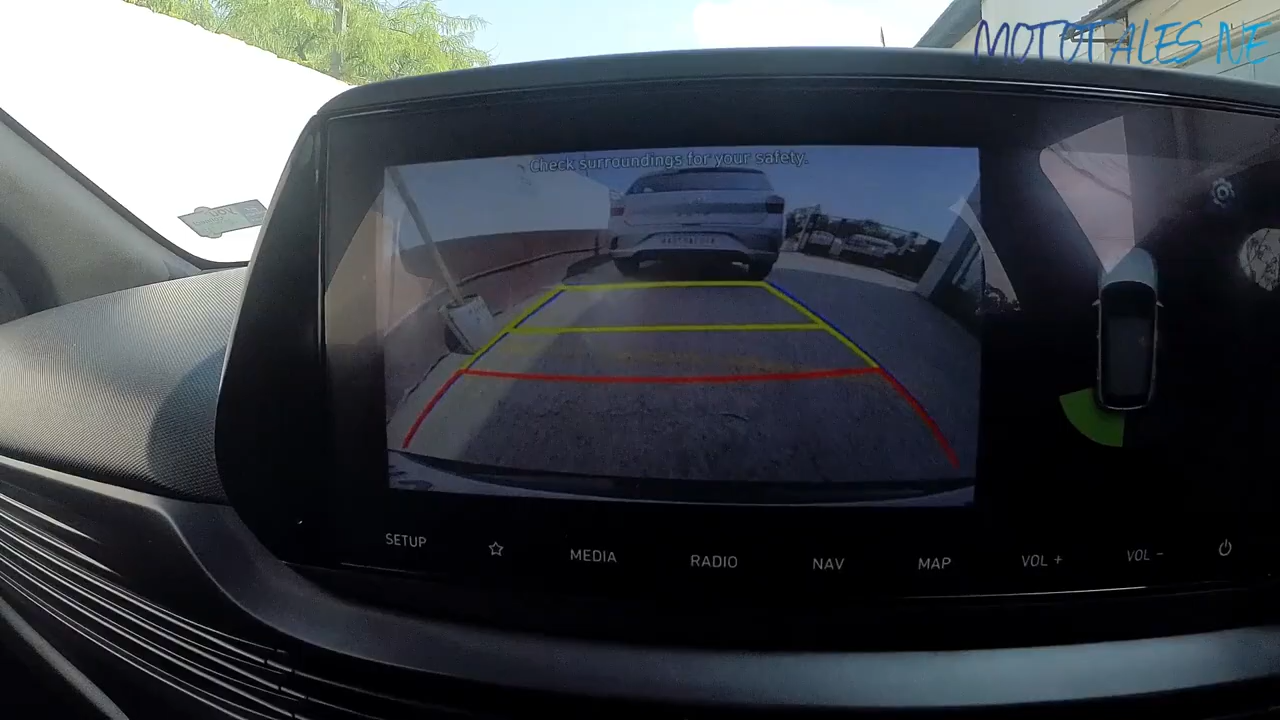 MOTOTALES NE
Check surroundings for your safety.
SETUP
MEDIA
RADIO
NAV
MAP
VOL +
VOL -